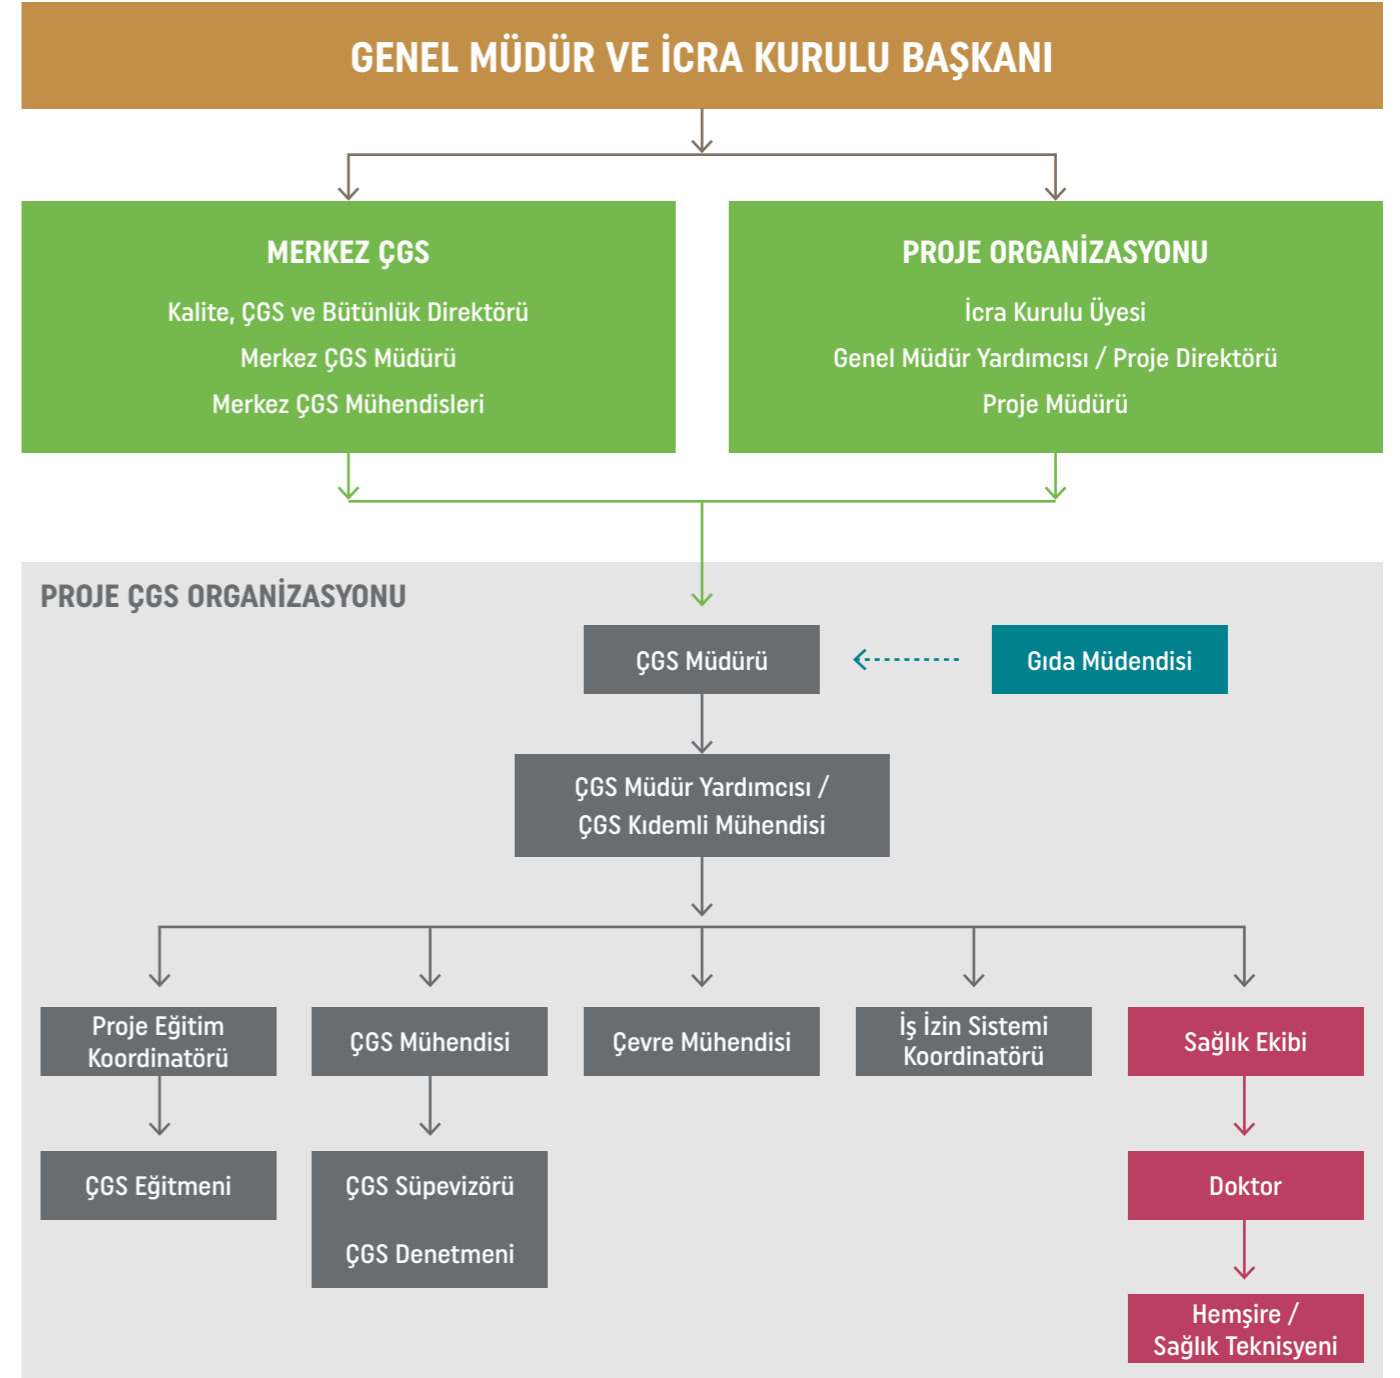 GENEL MÜDÜR VE İCRA KURULU BAŞKANI
MERKEZ ÇGS
Kalite, ÇGS ve Bütünlük Direktörü
Merkez ÇGS Müdürü
Merkez ÇGS Mühendisleri
PROJE ORGANİZASYONU
İcra Kurulu Üyesi
Genel Müdür Yardımcısı / Proje Direktörü
Proje Müdürü
PROJE ÇGS ORGANİZASYONU
ÇGS Müdürü
Gıda Müdendisi
ÇGS Müdür Yardımcısı /
ÇGS Kıdemli Mühendisi
Proje Eğitim
Koordinatörü
ÇGS Mühendisi
Çevre Mühendisi
İş İzin Sistemi
Koordinatörü
Sağlık Ekibi
ÇGS Eğitmeni
ÇGS Süpevizörü
ÇGS Denetmeni
Doktor
Hemşire /
Sağlık Teknisyeni